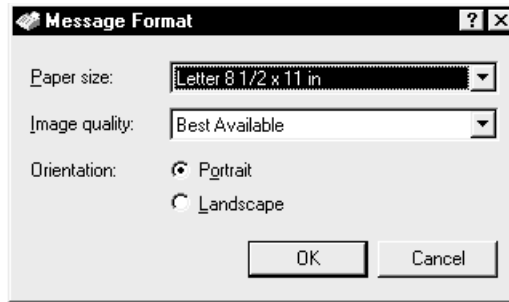 Message Format
Paper size: Letter 8 1/2 x 11 in
Image quality: Best Available
Orientation: Portrait
Landscape
OK Cancel